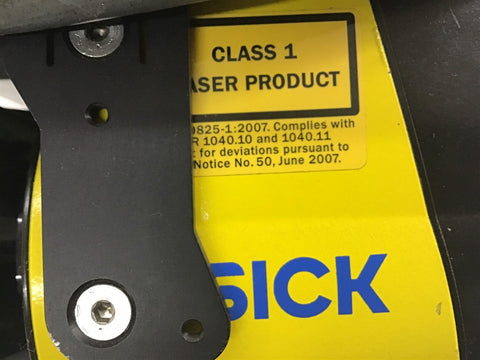 CLASS 1
ASER PRODUCT
0825-1:2007. Complies with
R 1040.10 and 1040.11
t for deviations pursuant to
Notice No. 50, June 2007.
SICK